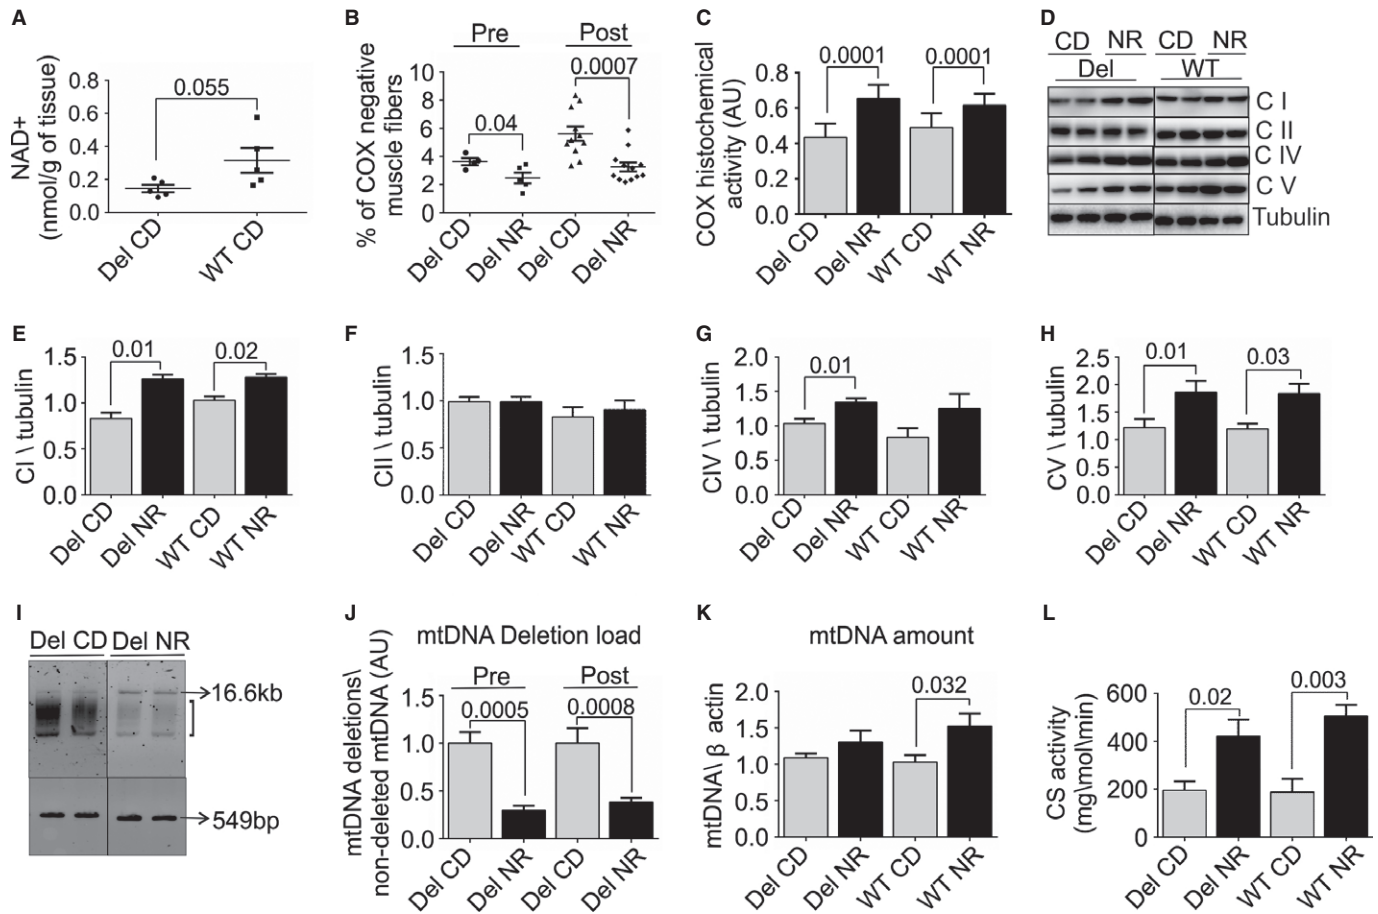 A
NAD+
(nmol/g of tissue)
0.8
0.6
0.4
0.2
0.0
0.055
Del CD
WT CD
B
Pre
Post
% of COX negative
muscle fibers
10
8
6
4
2
0
0.04
0.0007
Del CD
Del NR
Del CD
Del NR
C
COX histochemical
activity (AU)
0.8
0.6
0.4
0.2
0.0
0.0001
0.0001
Del CD
Del NR
WT CD
WT NR
D
CD NR CD NR
Del WT
C I
C II
C IV
C V
Tubulin
E
CI \ tubulin
1.5
1.0
0.5
0.0
0.01
0.02
Del CD
Del NR
WT CD
WT NR
F
CII \ tubulin
1.5
1.0
0.5
0.0
Del CD
Del NR
WT CD
WT NR
G
CIV \ tubulin
2.0
1.5
1.0
0.5
0.0
0.01
Del CD
Del NR
WT CD
WT NR
H
CV \ tubulin
2.5
2.0
1.5
1.0
0.5
0.0
0.01
0.03
Del CD
Del NR
WT CD
WT NR
I
Del CD Del NR
16.6kb
549bp
J
mtDNA Deletion load
Pre
Post
mtDNA deletions\
non-deleted mtDNA (AU)
1.5
1.0
0.5
0.0
0.0005
0.0008
Del CD
Del NR
Del CD
Del NR
K
mtDNA amount
mtDNA\ β actin
2.0
1.5
1.0
0.5
0.0
0.032
Del CD
Del NR
WT CD
WT NR
L
CS activity
(mg\mol\min)
600
400
200
0
0.02
0.003
Del CD
Del NR
WT CD
WT NR